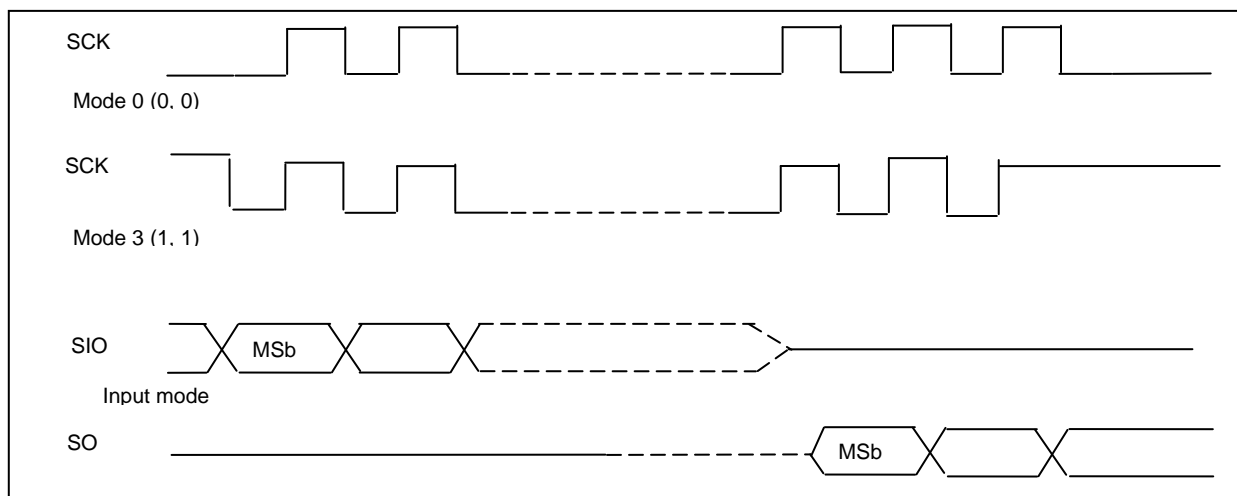 SCK
Mode 0 (0, 0)
SCK
Mode 3 (1, 1)
SIO
MSb
Input mode
SO
MSb